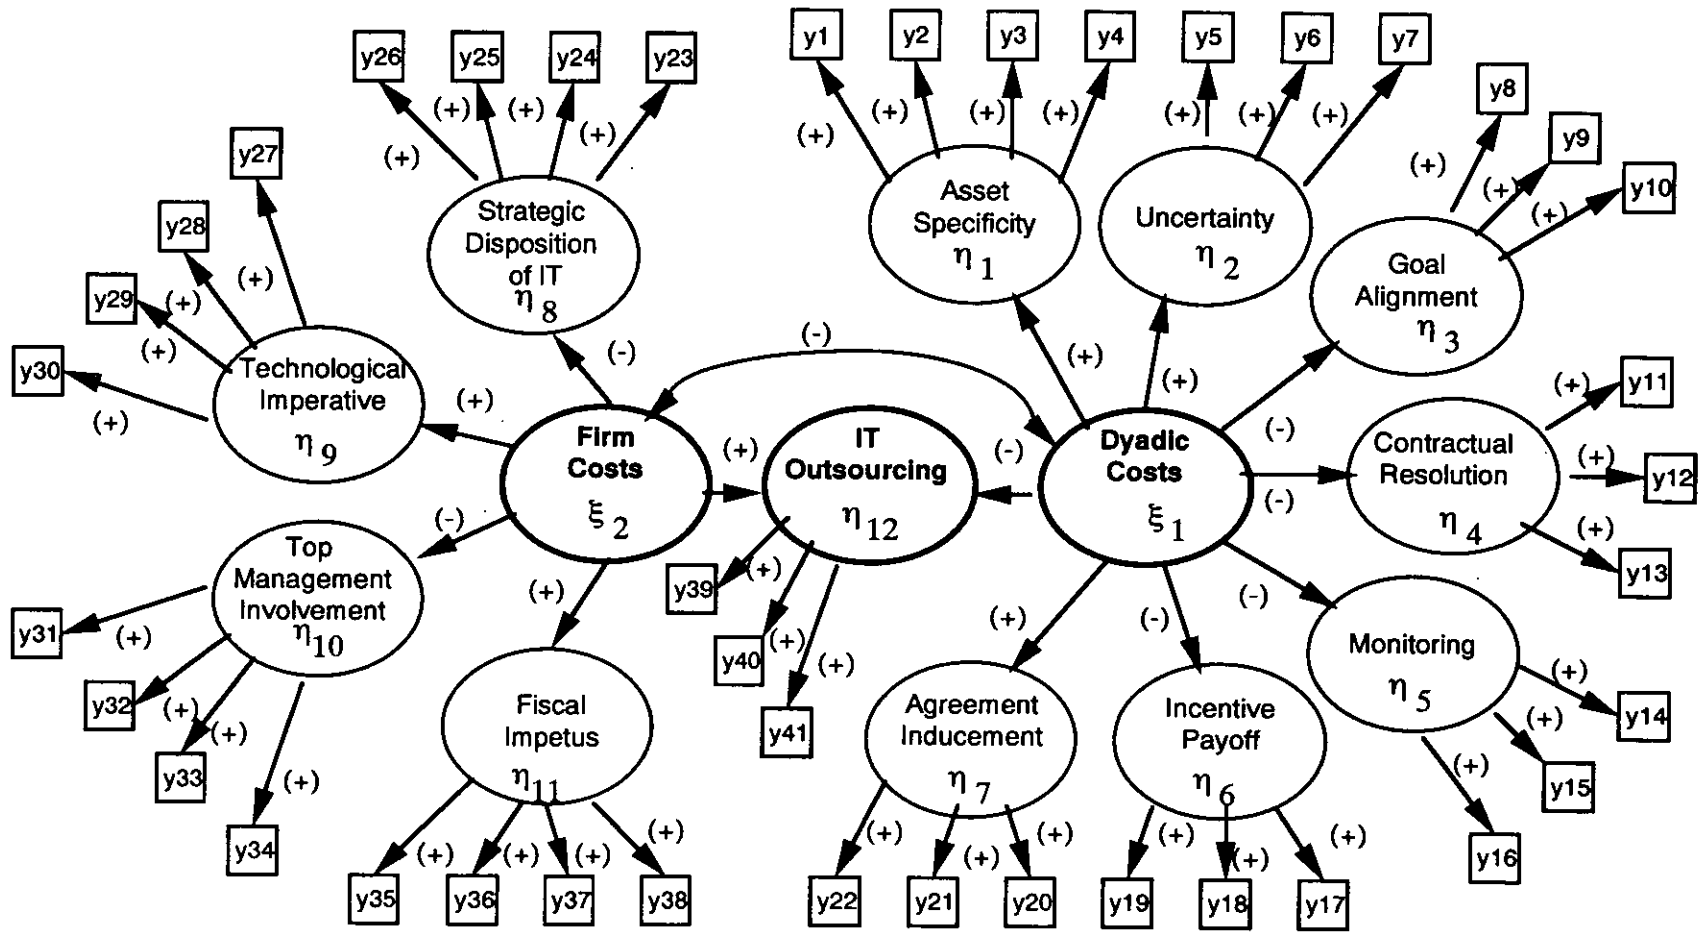 y26
y25
y24
y23
y1
y2
y3
y4
y5
y6
y7
(+)
(+)
(+)
(+)
(+)
(+)
(+)
(+)
(+)
(+)
(+)
y8
y9
y10
(+)
(+)
(+)
y27
y28
y29
y30
(+)
(+)
(+)
(+)
Strategic
Disposition
of IT
η 8
Asset
Specificity
η 1
Uncertainty
η 2
Goal
Alignment
η 3
Technological
Imperative
η 9
(-)
(-)
(+)
(+)
(+)
(-)
(-)
(+)
(-)
Firm
Costs
ξ 2
IT
Outsourcing
η 12
Dyadic
Costs
ξ 1
Contractual
Resolution
η 4
(+)
y11
(+)
y12
(+)
y13
(-)
(+)
(+)
(-)
(-)
Top
Management
Involvement
η 10
y31
y32
y33
y34
(+)
(+)
(+)
(+)
y39
y40
y41
(+)
(+)
(+)
Monitoring
η 5
(+)
y14
(+)
y15
(+)
y16
Fiscal
Impetus
η 11
Agreement
Inducement
η 7
Incentive
Payoff
η 6
(+)
(+)
(+)
(+)
(+)
(+)
(+)
(+)
(+)
(+)
y35
y36
y37
y38
y22
y21
y20
y19
y18
y17